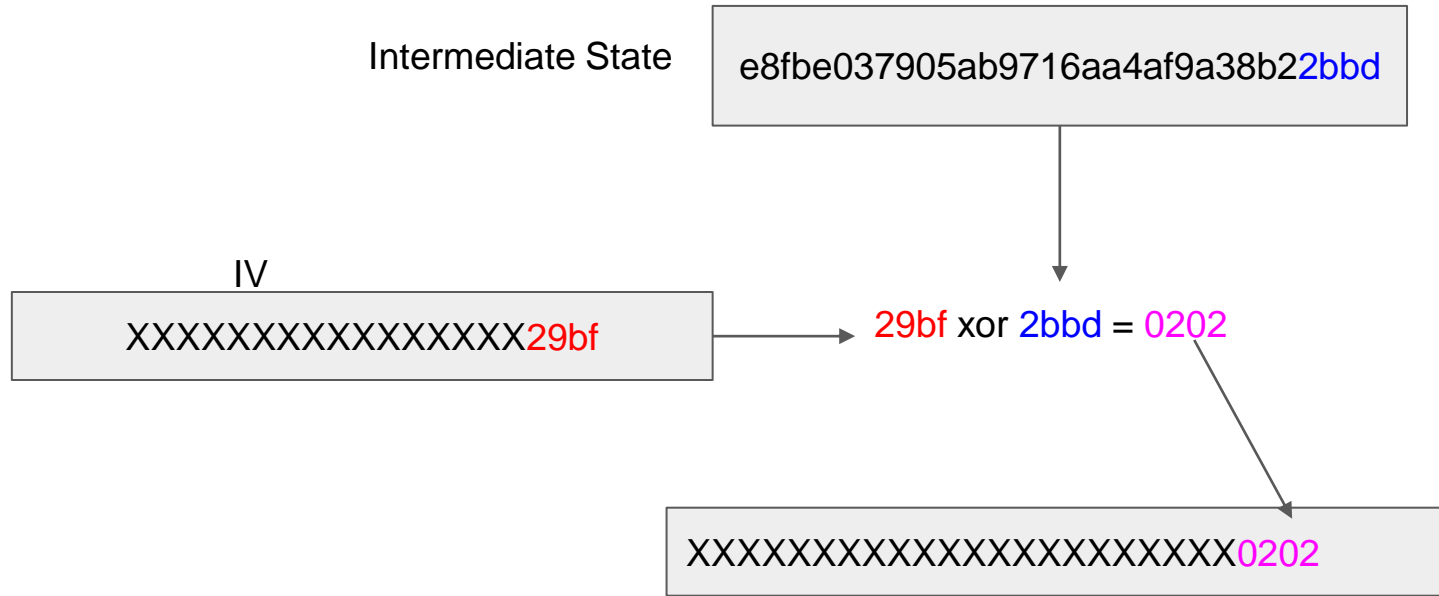 Intermediate State
e8fbe037905ab9716aa4af9a38b22bbd
IV
XXXXXXXXXXXXXXXX29bf
29bf xor 2bbd = 0202
XXXXXXXXXXXXXXXXXXXXXX0202